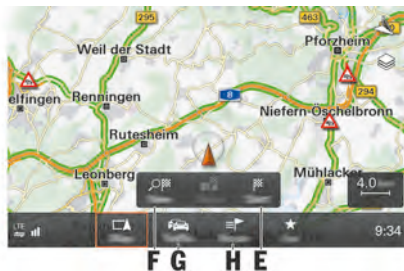 295
463
Weil der Stadt
Pforzheim
elfingen
Renningen
294
8
Niefern-Öschelbronn
Rutesheim
Leonberg
Mühlacker
4.0
LTE
9:34
F G H E